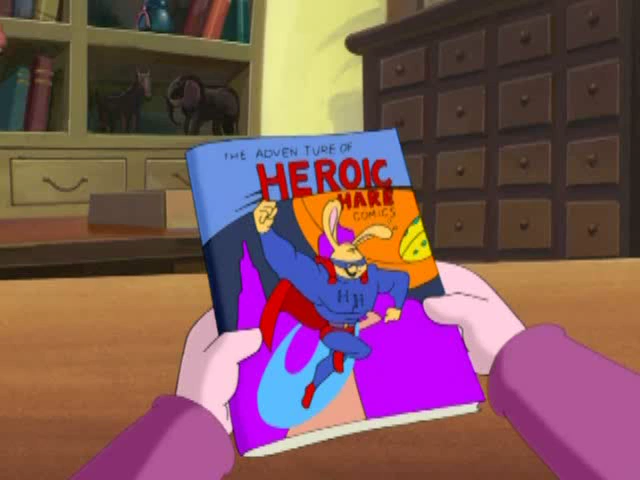 THE ADVEN TURE OF
HEROIC
HARE
COMICS
HH